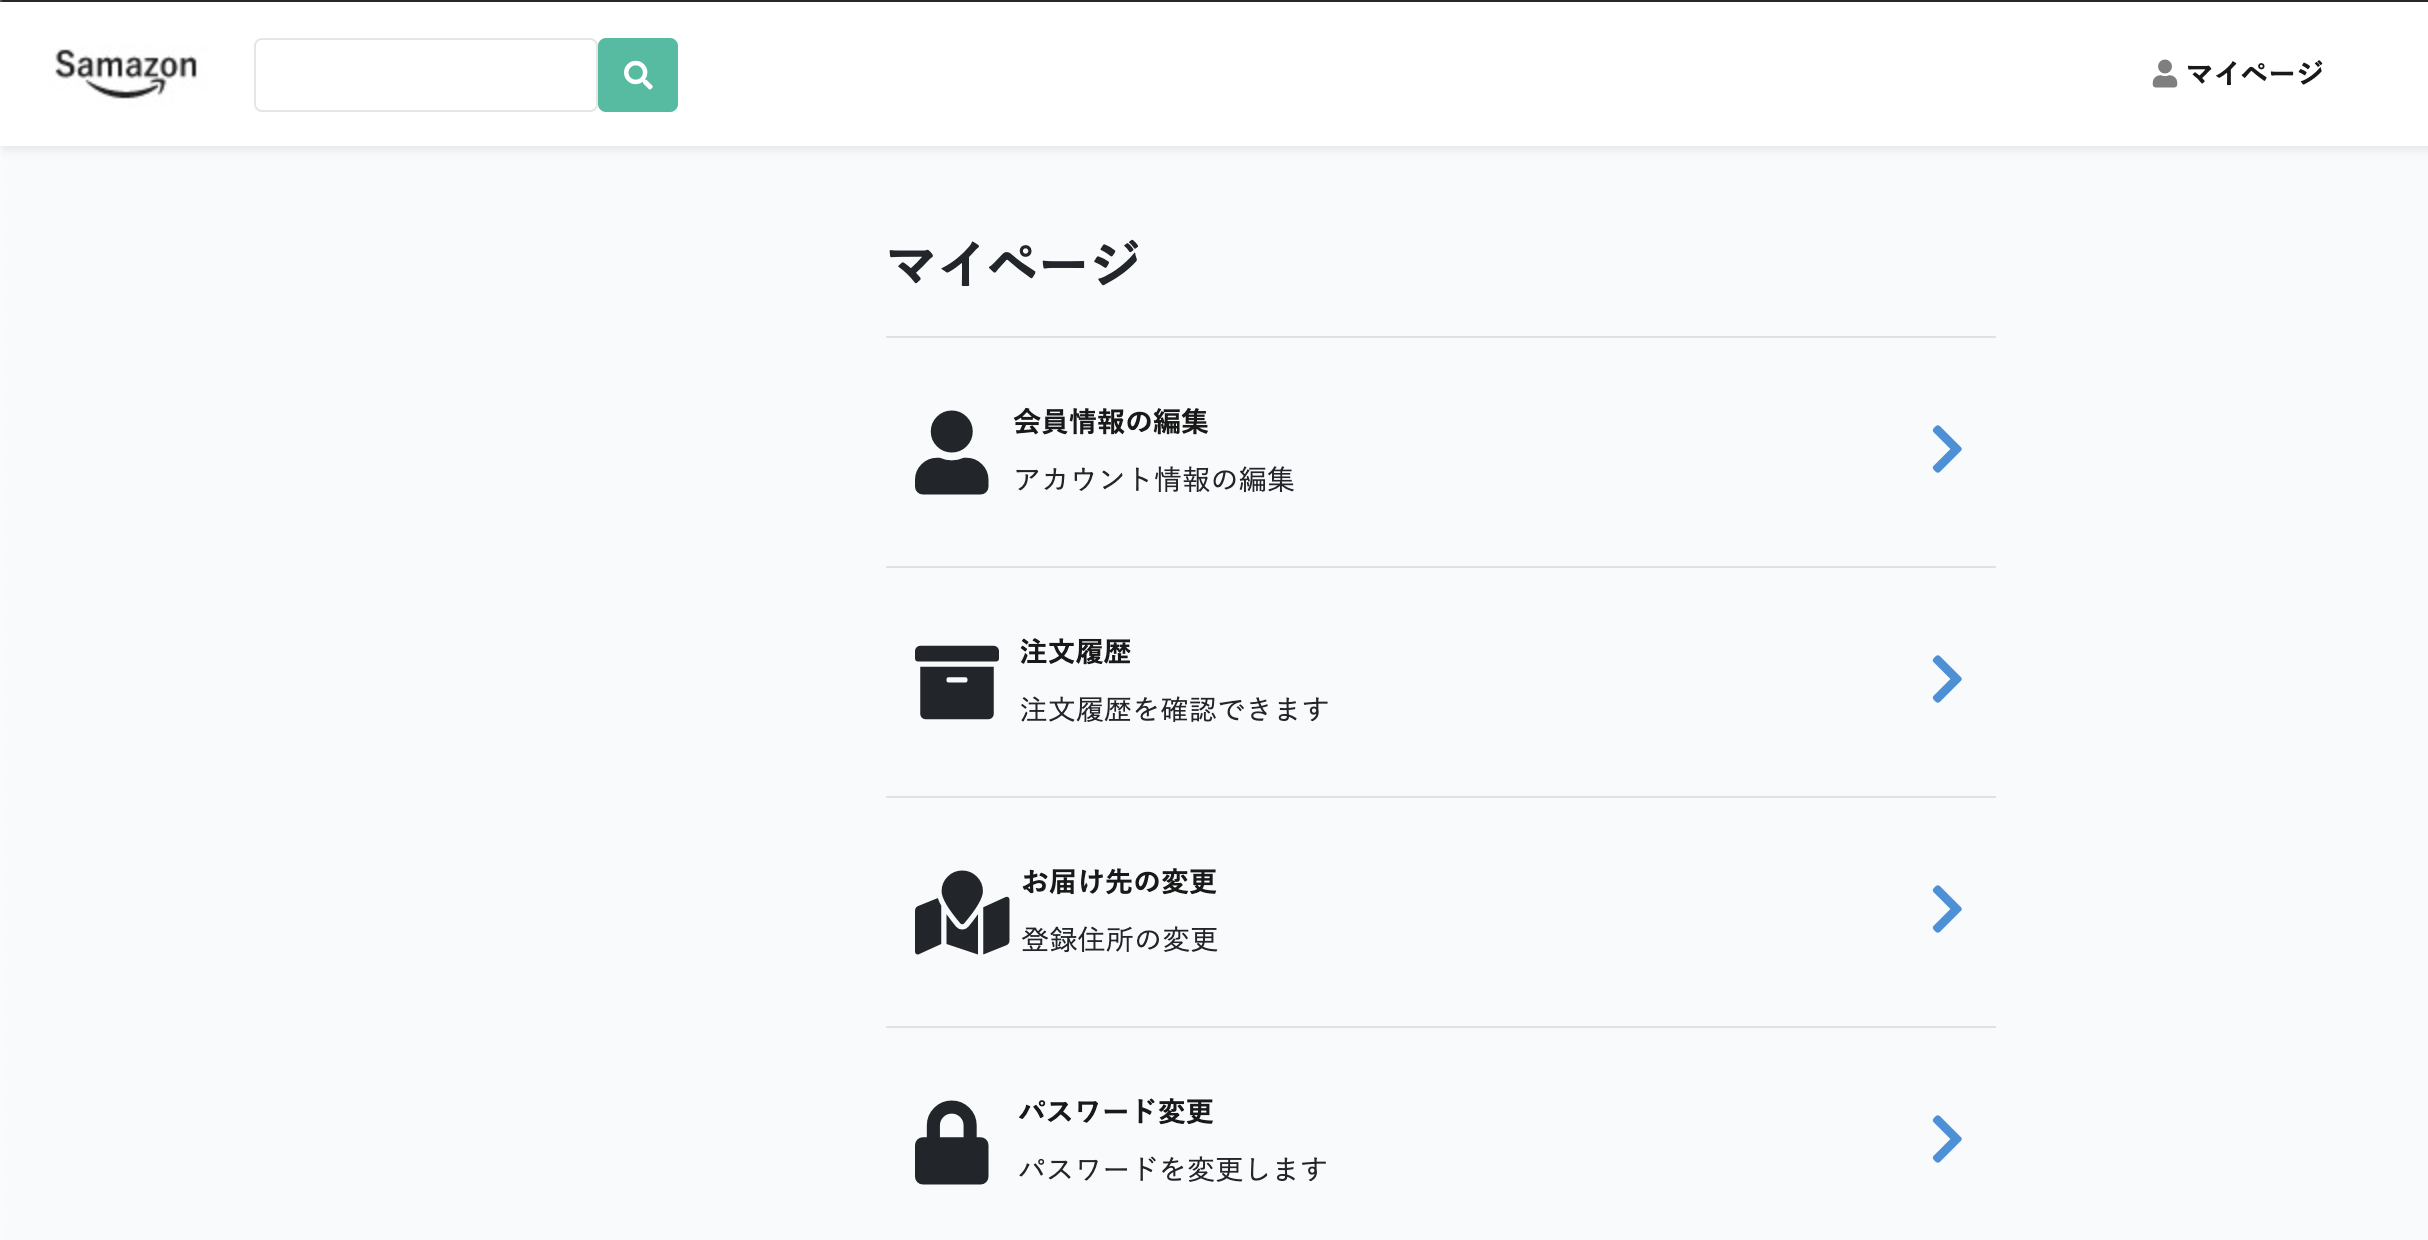 Samazon
マイページ
マイページ
会員情報の編集
アカウント情報の編集
注文履歴
注文履歴を確認できます
お届け先の変更
登録住所の変更
パスワード変更
パスワードを変更します